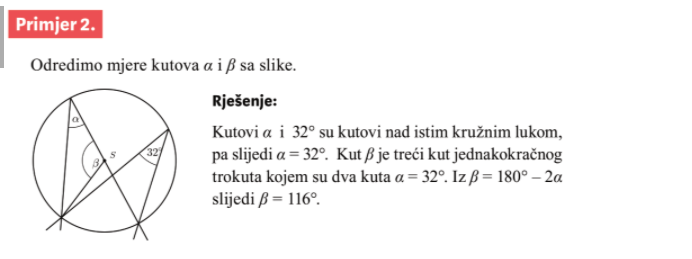 Primjer 2.
Odredimo mjere kutova α i β sa slike.
α
β
S
32°
Rješenje:
Kutovi α i 32° su kutovi nad istim kružnim lukom,
pa slijedi α = 32°. Kut β je treći kut jednakokračnog
trokuta kojem su dva kuta α = 32°. Iz β = 180° – 2α
slijedi β = 116°.